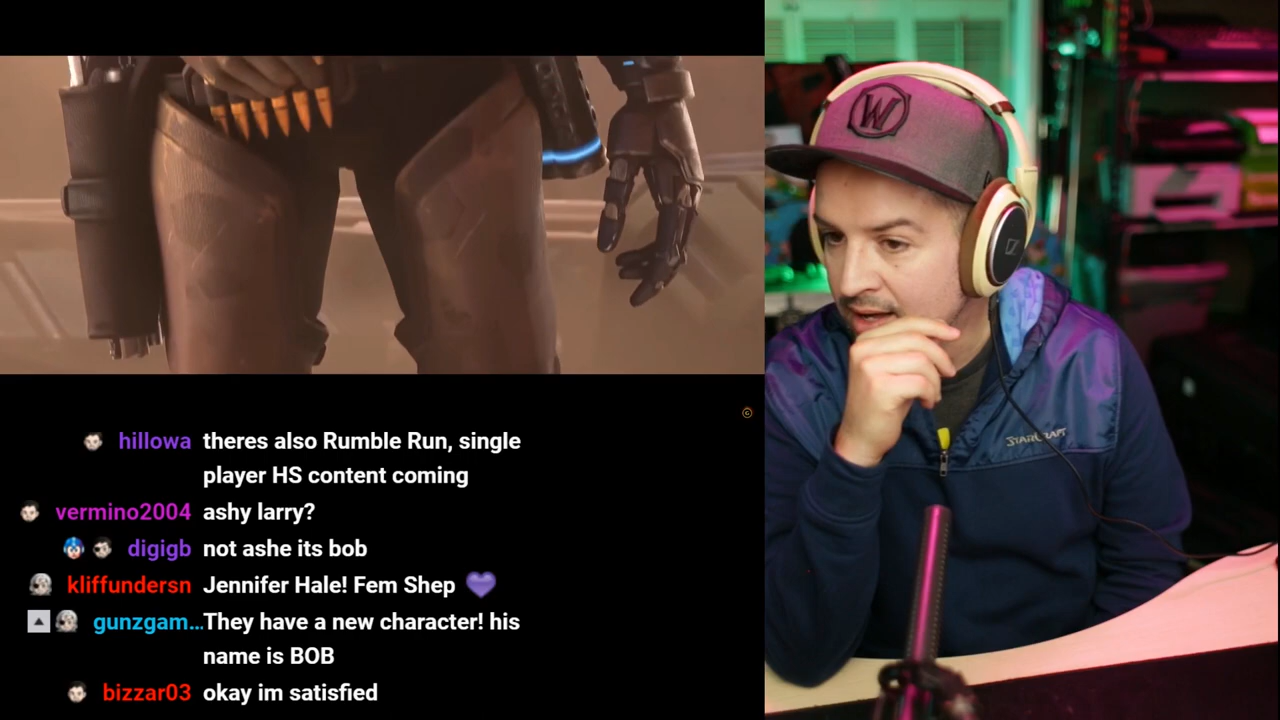 W
STARCRAFT
hillowa theres also Rumble Run, single
player HS content coming
vermino2004 ashy larry?
digigb not ashe its bob
kliffundersn Jennifer Hale! Fem Shep 💜
gunzgam... They have a new character! his
name is BOB
bizzar03 okay im satisfied